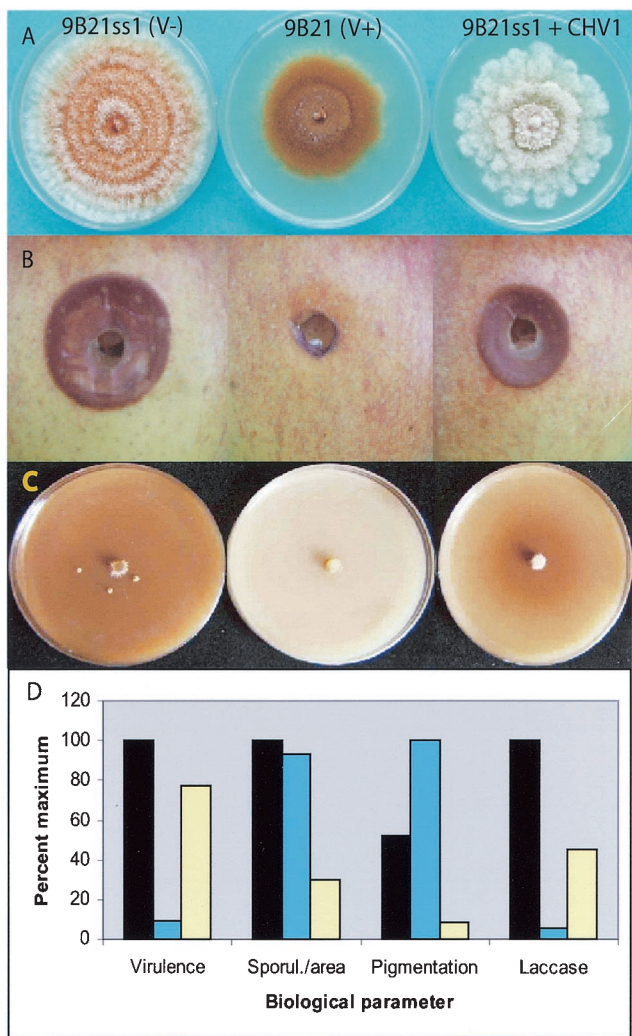 A
9B21ss1 (V-)
9B21 (V+)
9B21ss1 + CHV1
B
C
D
120
100
80
60
40
20
0
Percent maximum
Virulence
Sporul./area
Pigmentation
Laccase
Biological parameter